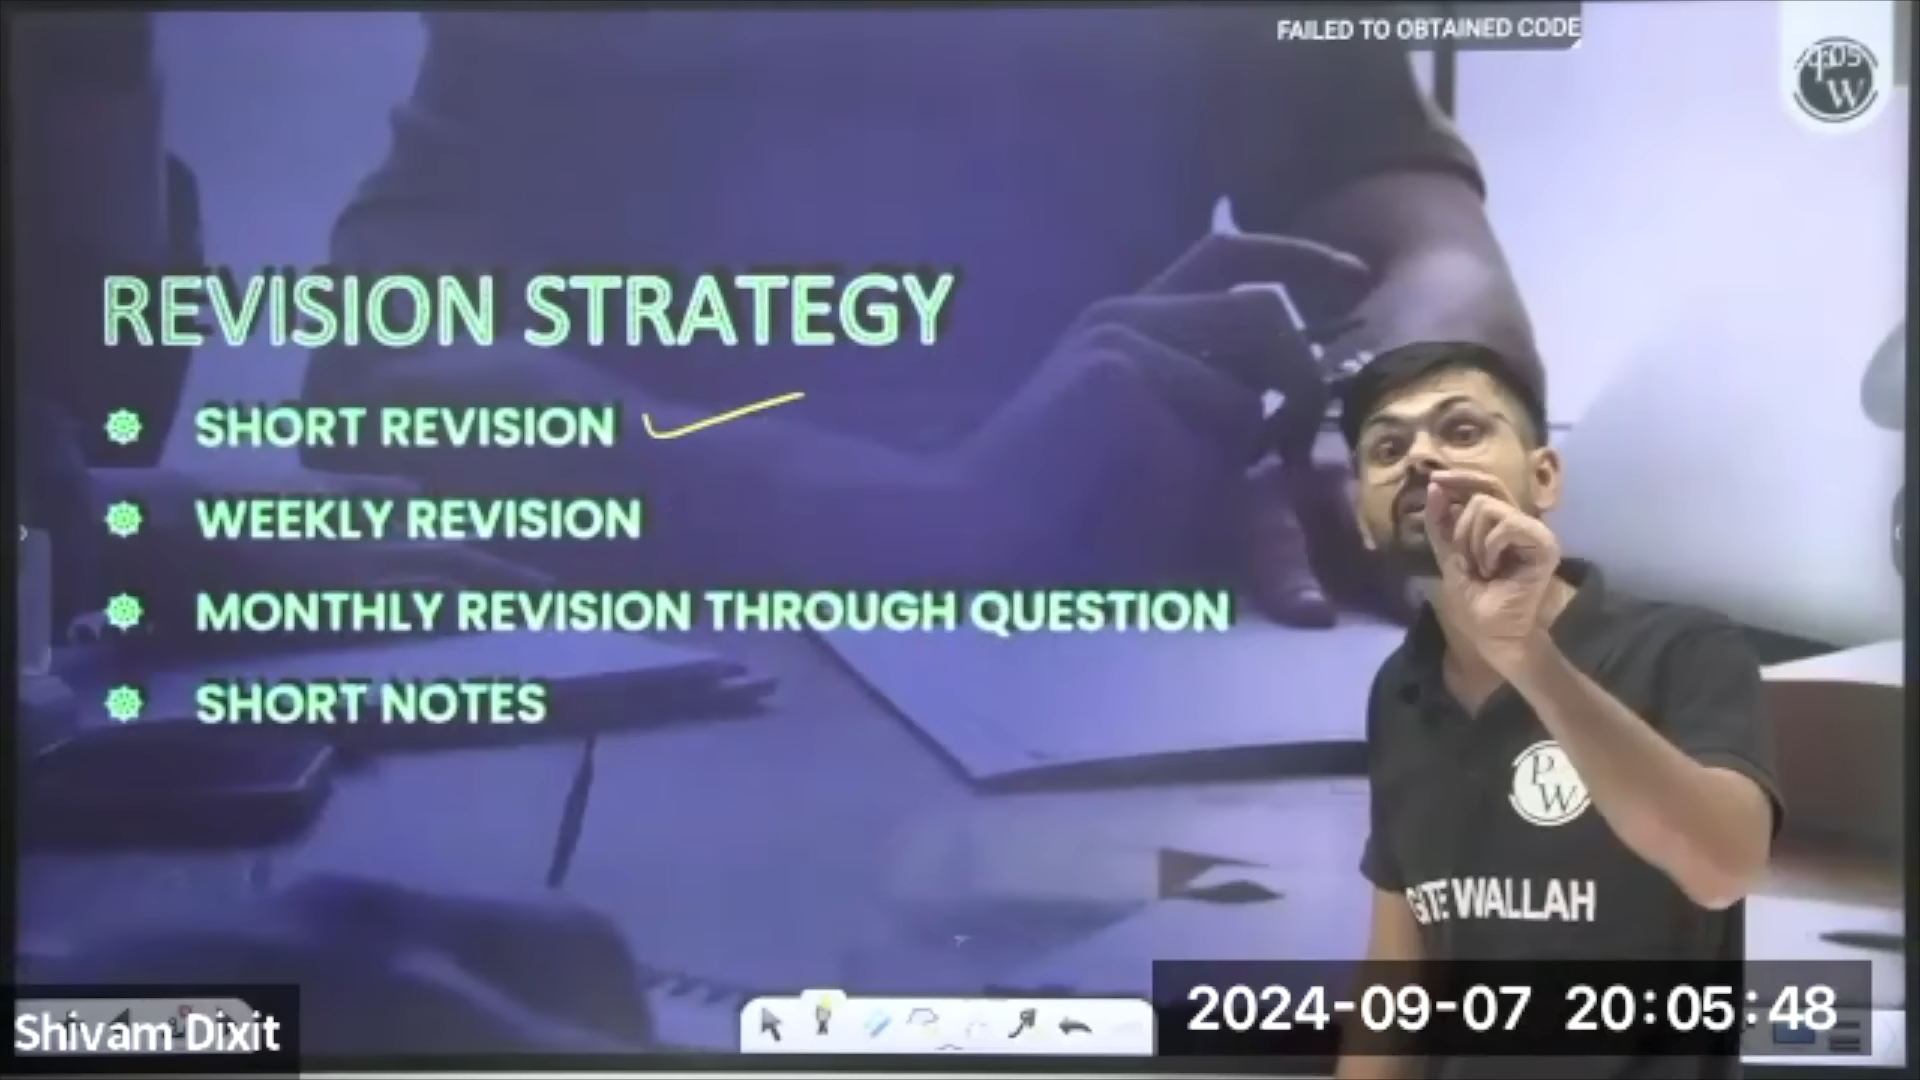 FAILED TO OBTAINED CODE
P
W
REVISION STRATEGY
SHORT REVISION
WEEKLY REVISION
MONTHLY REVISION THROUGH QUESTION
SHORT NOTES
P
W
WALLAH
Shivam Dixit
2024-09-07 20:05:48